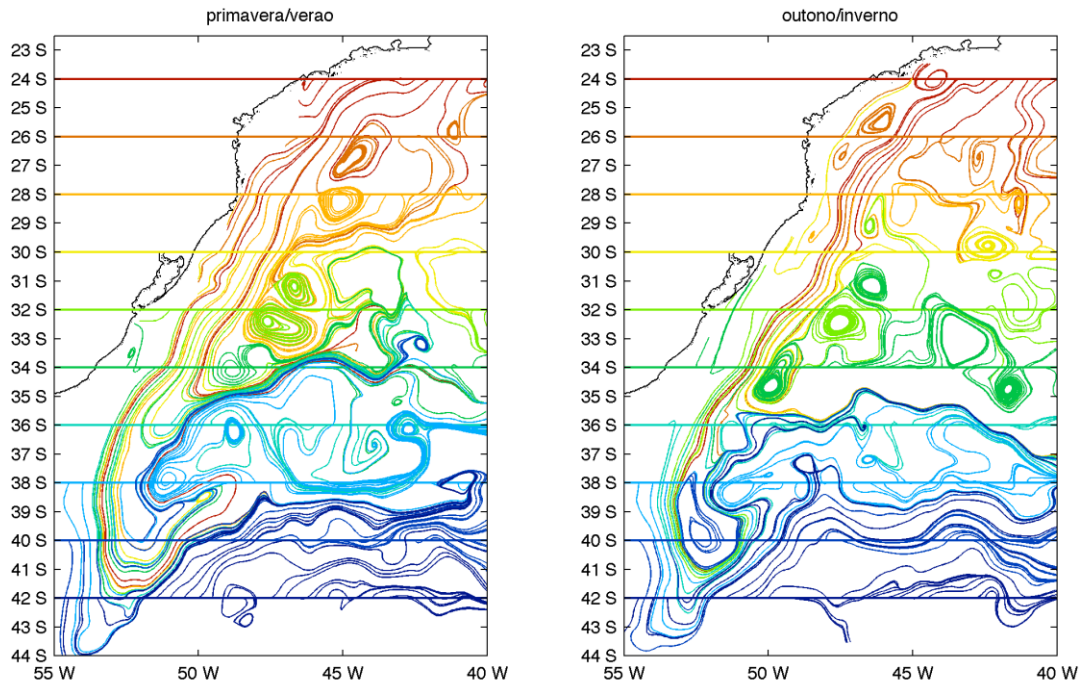 primavera/verao
23 S
24 S
25 S
26 S
27 S
28 S
29 S
30 S
31 S
32 S
33 S
34 S
35 S
36 S
37 S
38 S
39 S
40 S
41 S
42 S
43 S
44 S
55 W
50 W
45 W
40 W
outono/inverno
23 S
24 S
25 S
26 S
27 S
28 S
29 S
30 S
31 S
32 S
33 S
34 S
35 S
36 S
37 S
38 S
39 S
40 S
41 S
42 S
43 S
44 S
55 W
50 W
45 W
40 W